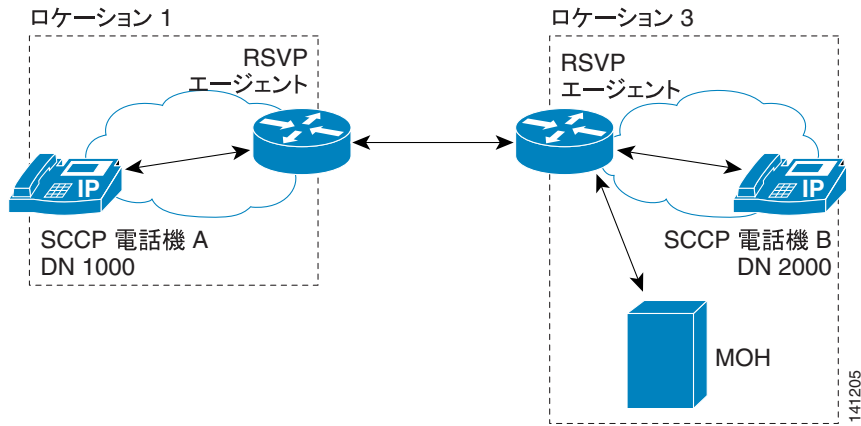 ロケーション 1
RSVP
エージェント
IP
SCCP 電話機 A
DN 1000
ロケーション 3
RSVP
エージェント
IP
SCCP 電話機 B
DN 2000
MOH
141205